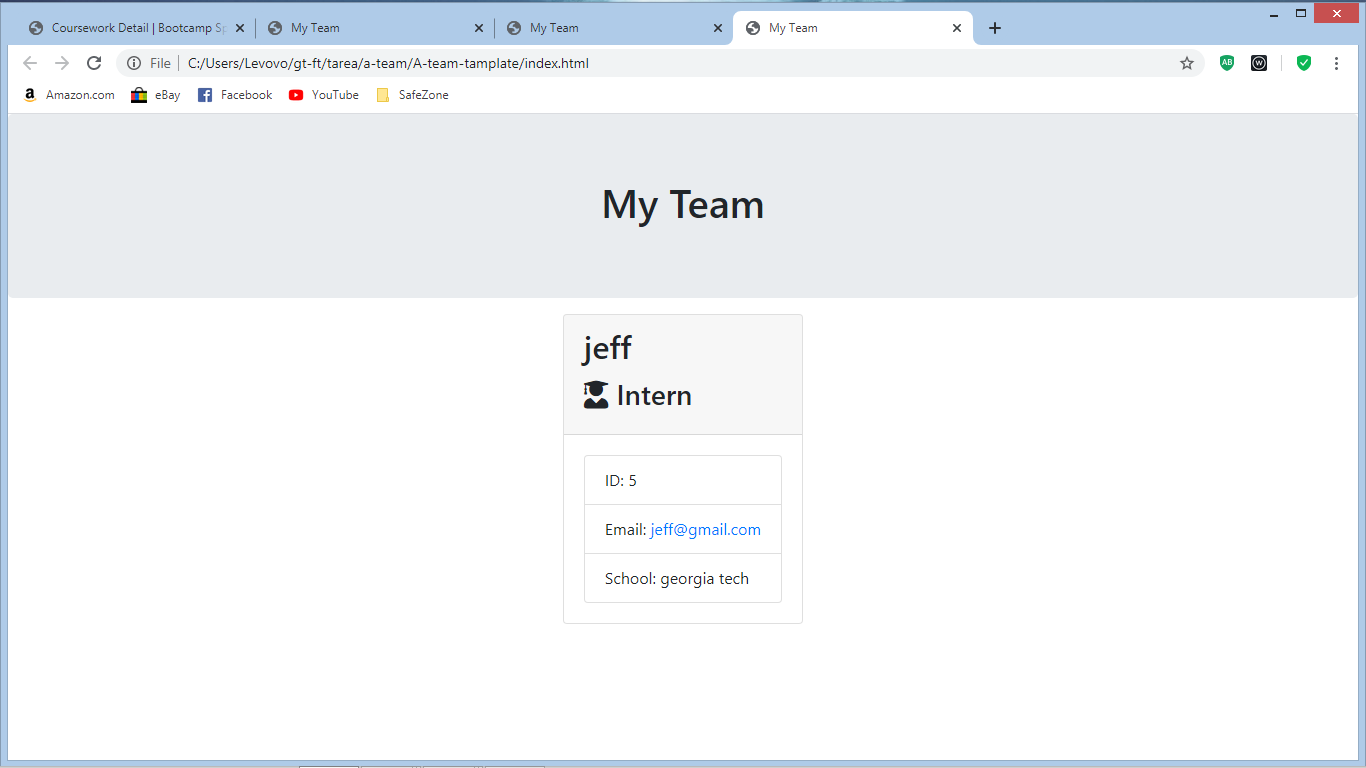 Coursework Detail | Bootcamp Sp
My Team
My Team
My Team
File
C:/Users/Levovo/gt-ft/tarea/a-team/A-team-tamplate/index.html
AB
W
a Amazon.com
eBay
Facebook
YouTube
SafeZone
My Team
jeff
Intern
ID: 5
Email: jeff@gmail.com
School: georgia tech